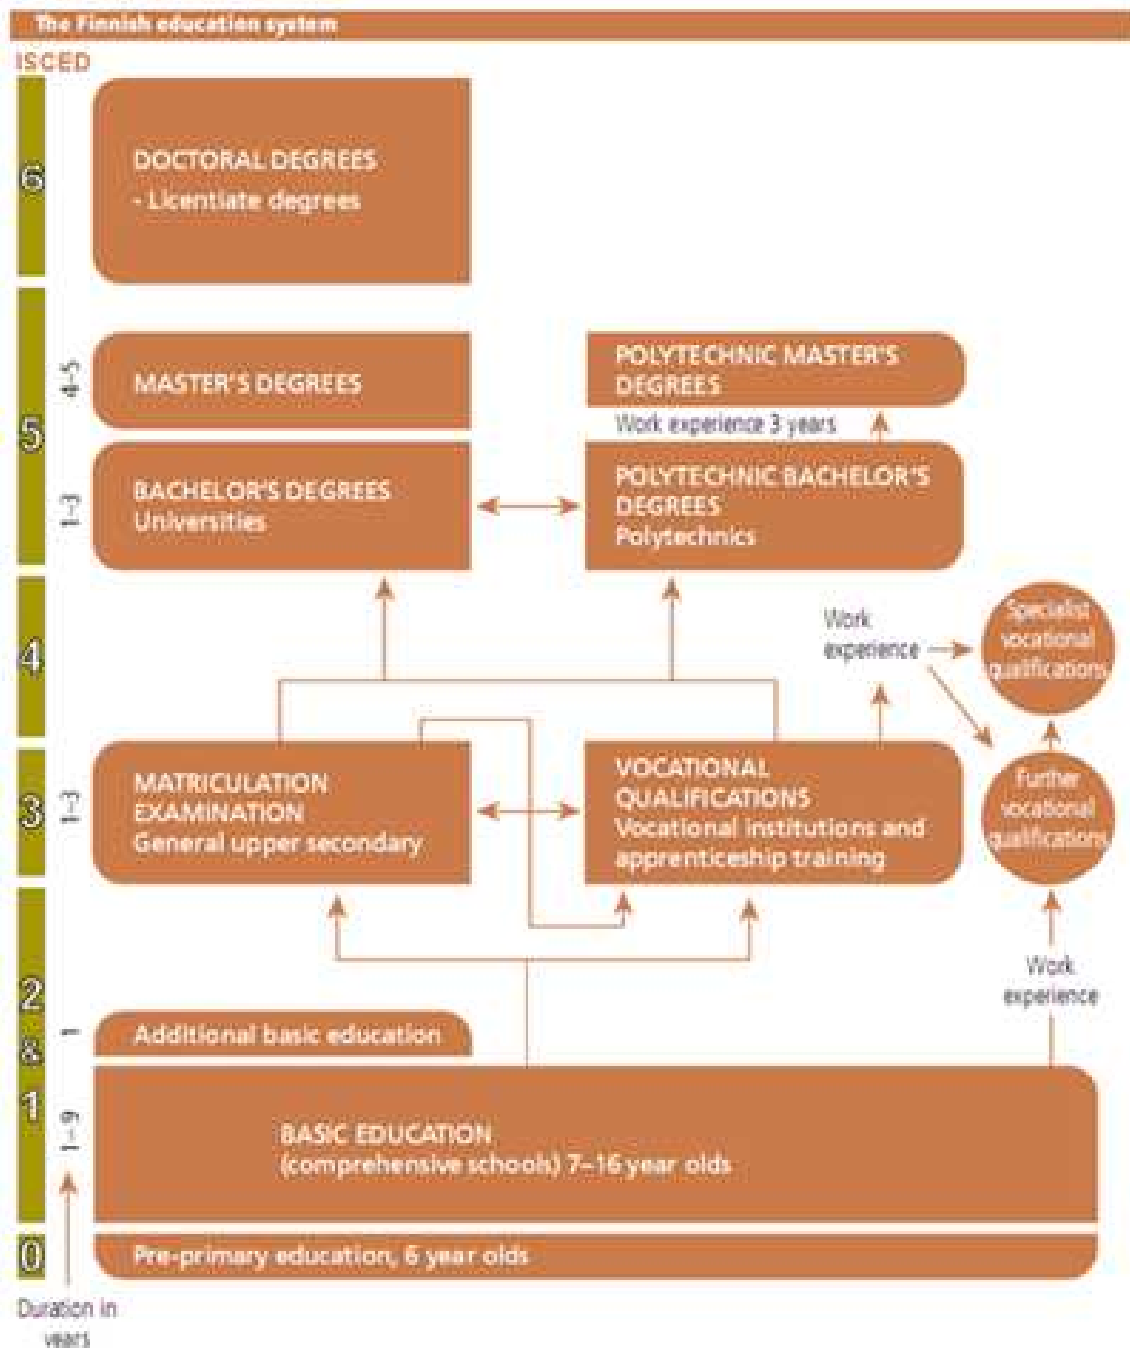 The Finnish education system
ISCED
6
DOCTORAL DEGREES
- Licentiate degrees
5
4–5
MASTER'S DEGREES
POLYTECHNIC MASTER'S
DEGREES
Work experience 3 years
1–3
BACHELOR'S DEGREES
Universities
POLYTECHNIC BACHELOR'S
DEGREES
Polytechnics
4
Work
experience
Specialist
vocational
qualifications
3
1–3
MATRICULATION
EXAMINATION
General upper secondary
VOCATIONAL
QUALIFICATIONS
Vocational institutions and
apprenticeship training
Further
vocational
qualifications
Work
experience
2
&
1
1
Additional basic education
1–9
BASIC EDUCATION
(comprehensive schools) 7–16 year olds
0
Pre-primary education, 6 year olds
Duration in
years